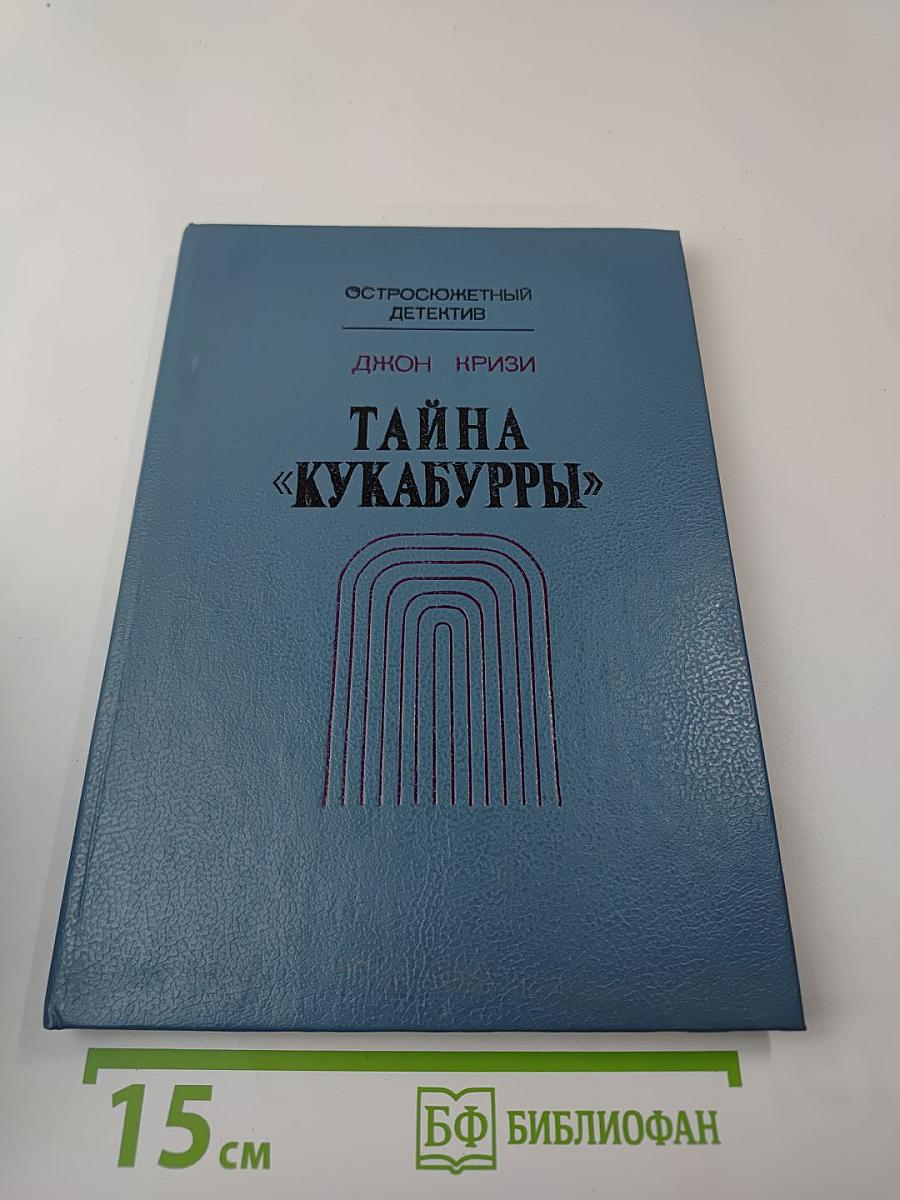 ОСТРОСЮЖЕТНЫЙ
ДЕТЕКТИВ
ДЖОН КРИЗИ
ТАЙНА
«КУКАБУРРЫ»
15 см
БФ БИБЛИОФАН